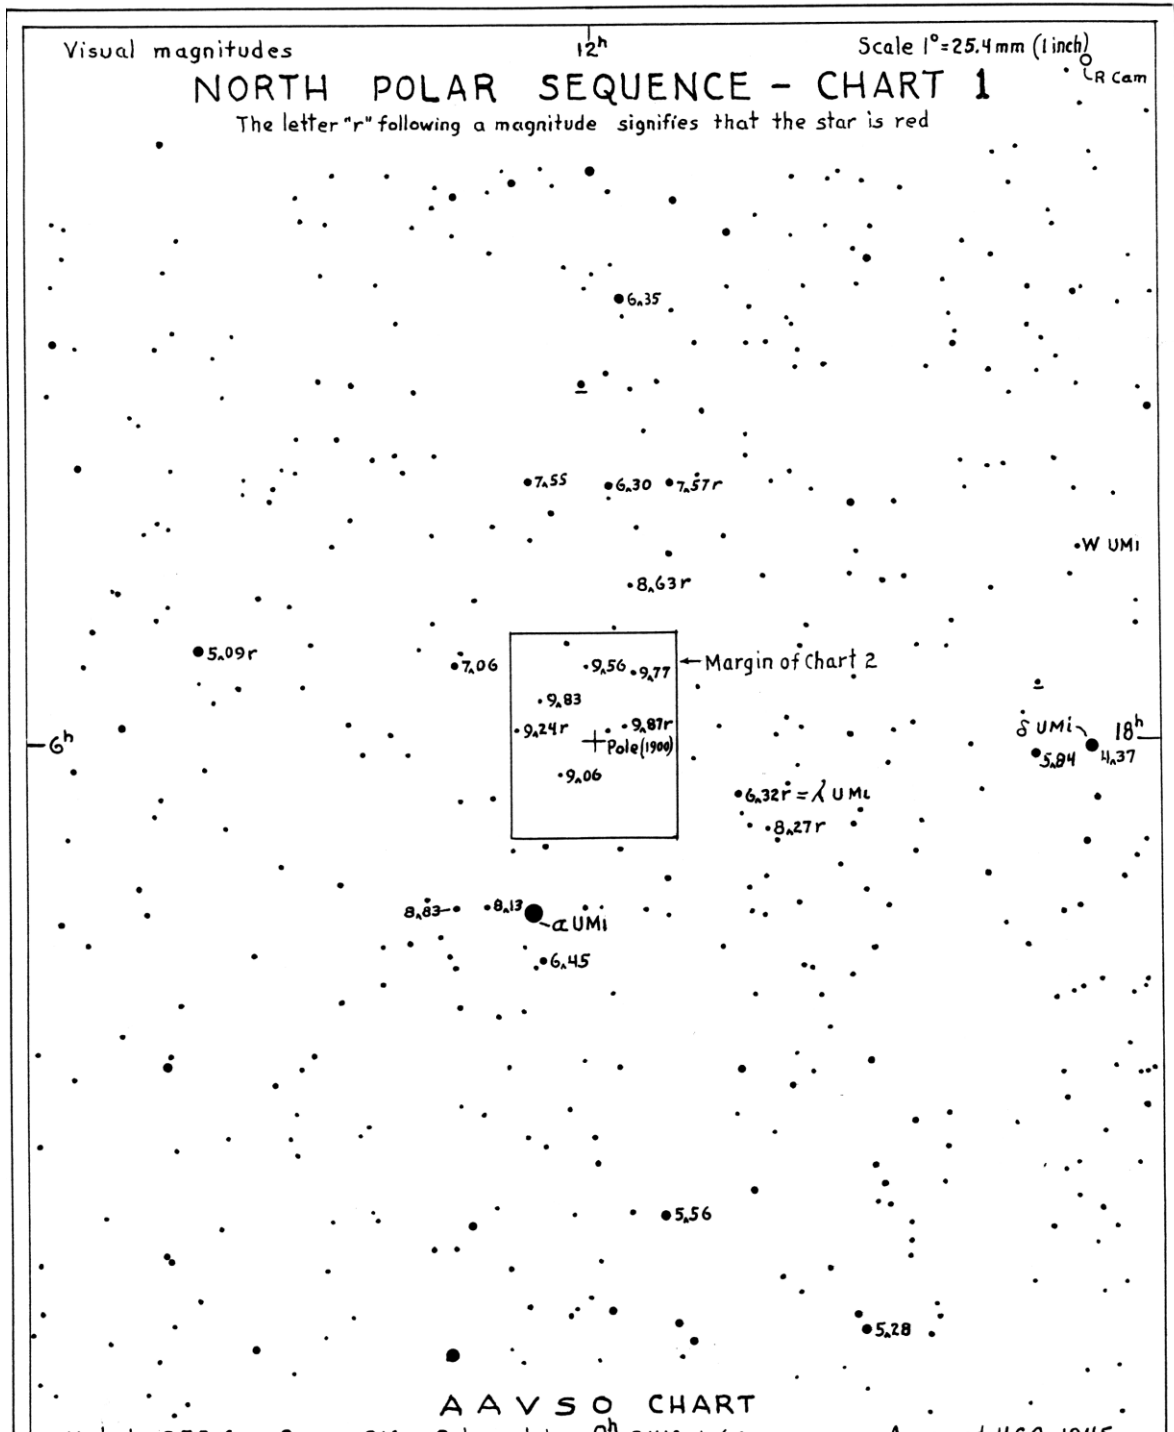 12h
Visual magnitudes
Scale 1°=25.4mm (1 inch)
R Cam
NORTH POLAR SEQUENCE - CHART 1
The letter "r" following a magnitude signifies that the star is red
6.35
7.55
6.30
7.57r
W UMi
8.63r
5.09r
7.06
9.56
9.77
Margin of Chart 2
9.83
9.24r
9.87r
Pole(1900)
6h
δ UMi
18h
5.84
4.37
9.06
6.32r = λ UMi
8.27r
8.83
8.13
α UMi
6.45
5.56
5.28
AAVSO CHART